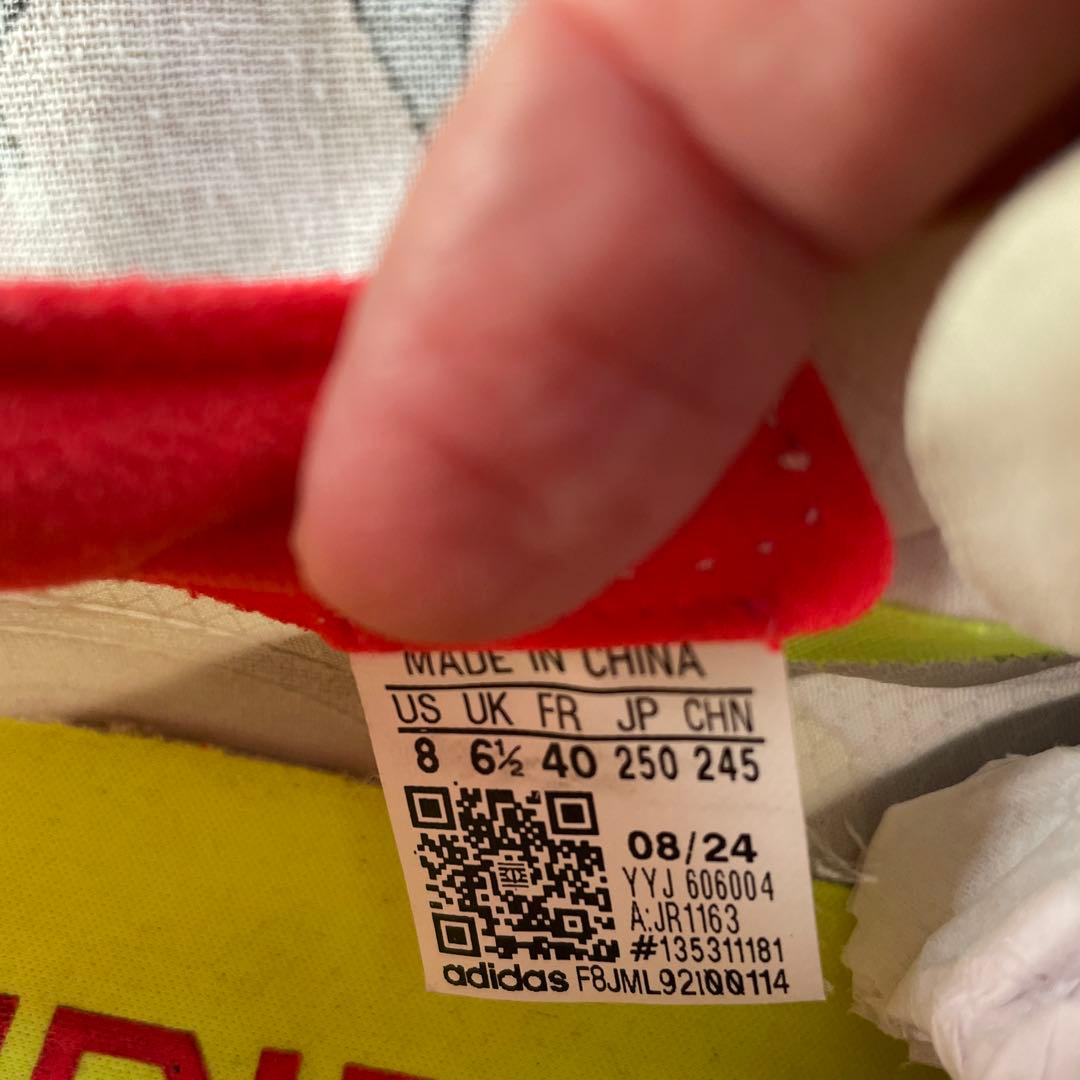 MADE IN CHINA
US UK FR JP CHN
8 6½ 40 250 245
08/24
YYJ 606004
A:JR1163
#135311181
adidas F8JML92I00114